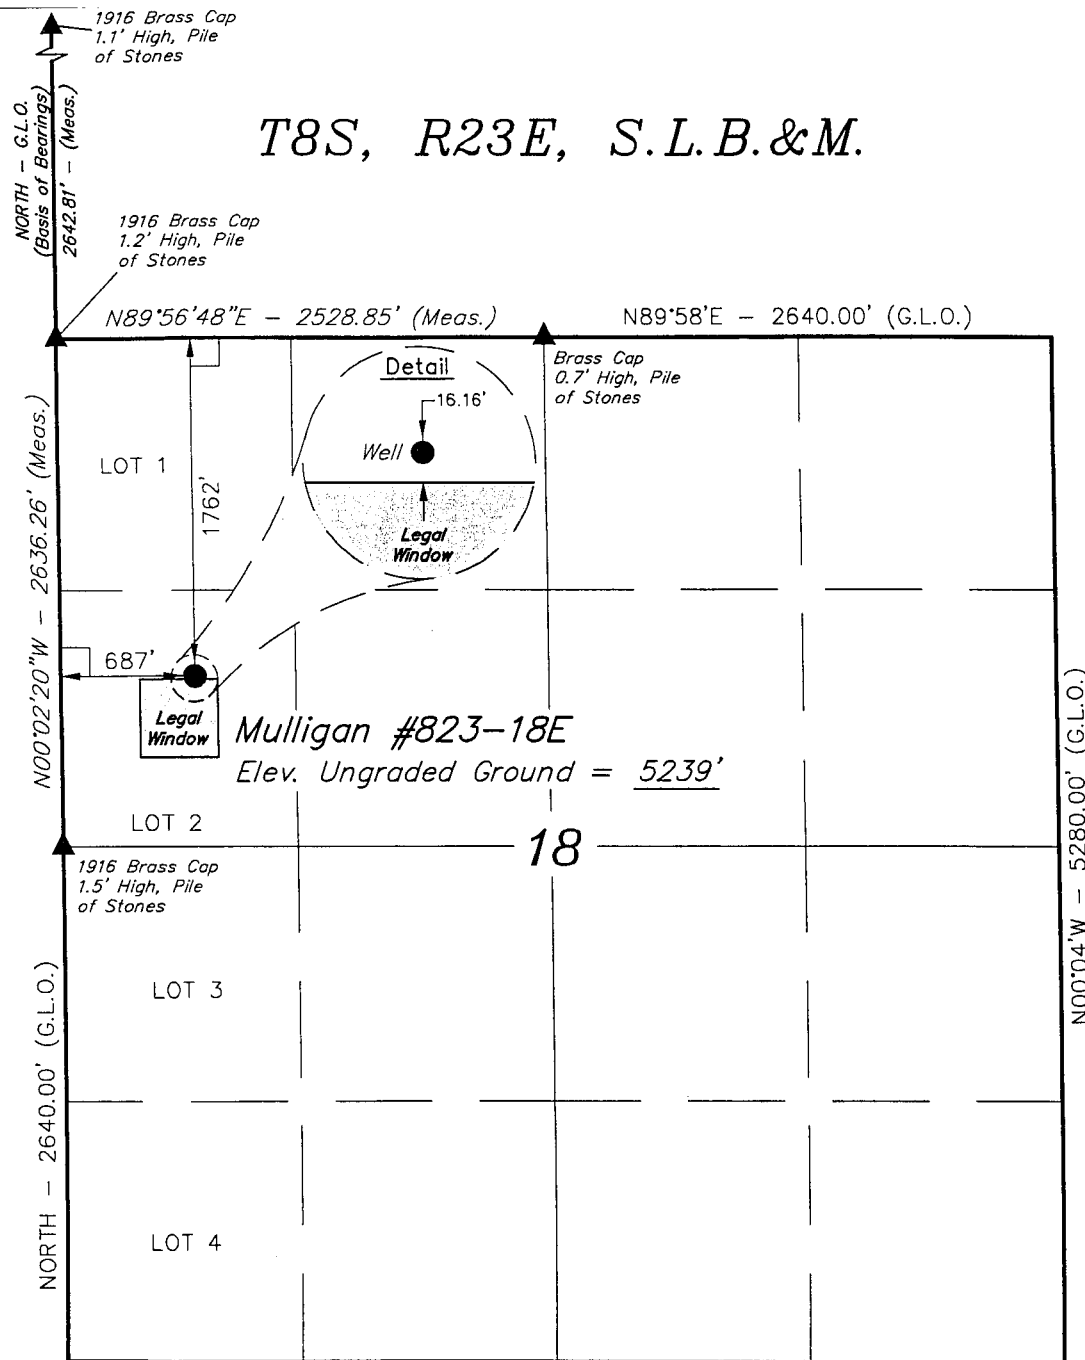 1916 Brass Cap
1.1' High, Pile
of Stones
NORTH – G.L.O.
(Basis of Bearings)
2642.81' – (Meas.)
T8S, R23E, S.L.B.&M.
1916 Brass Cap
1.2' High, Pile
of Stones
N89°56'48"E – 2528.85' (Meas.)
N89°58'E – 2640.00' (G.L.O.)
Detail
16.16'
Well
Legal
Window
Brass Cap
0.7' High, Pile
of Stones
LOT 1
1762'
N00°02'20"W – 2636.26' (Meas.)
687'
Legal
Window
Mulligan #823–18E
Elev. Ungraded Ground = 5239'
LOT 2
18
1916 Brass Cap
1.5' High, Pile
of Stones
N00°04'W – 5280.00' (G.L.O.)
LOT 3
NORTH – 2640.00' (G.L.O.)
LOT 4